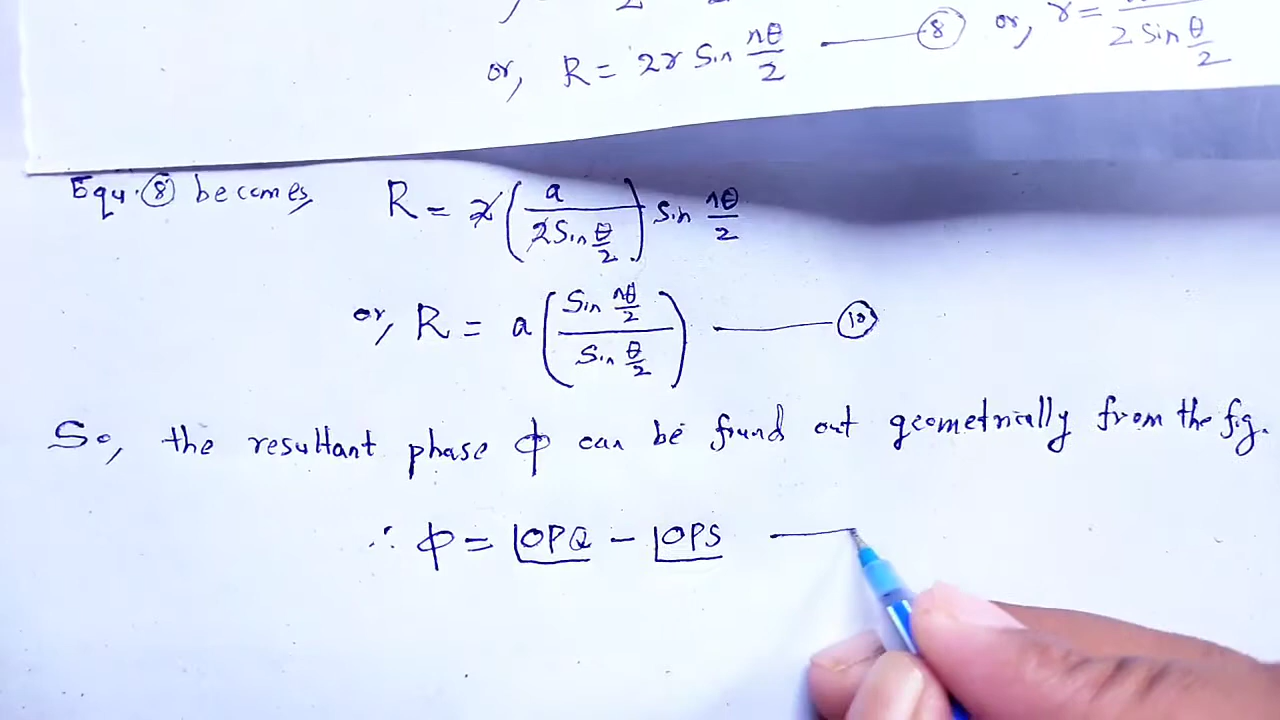 or, R = 2r Sin nθ/2 —— ⑧ or, r = /2 Sin θ/2
Equ. ⑧ becomes, R = 2(a/2Sin θ/2) Sin nθ/2
or, R = a(Sin nθ/2 / Sin θ/2) —— ⑩
So, the resultant phase ϕ can be found out geometrically from the fig.
∴ ϕ = ∠OPQ − ∠OPS ——